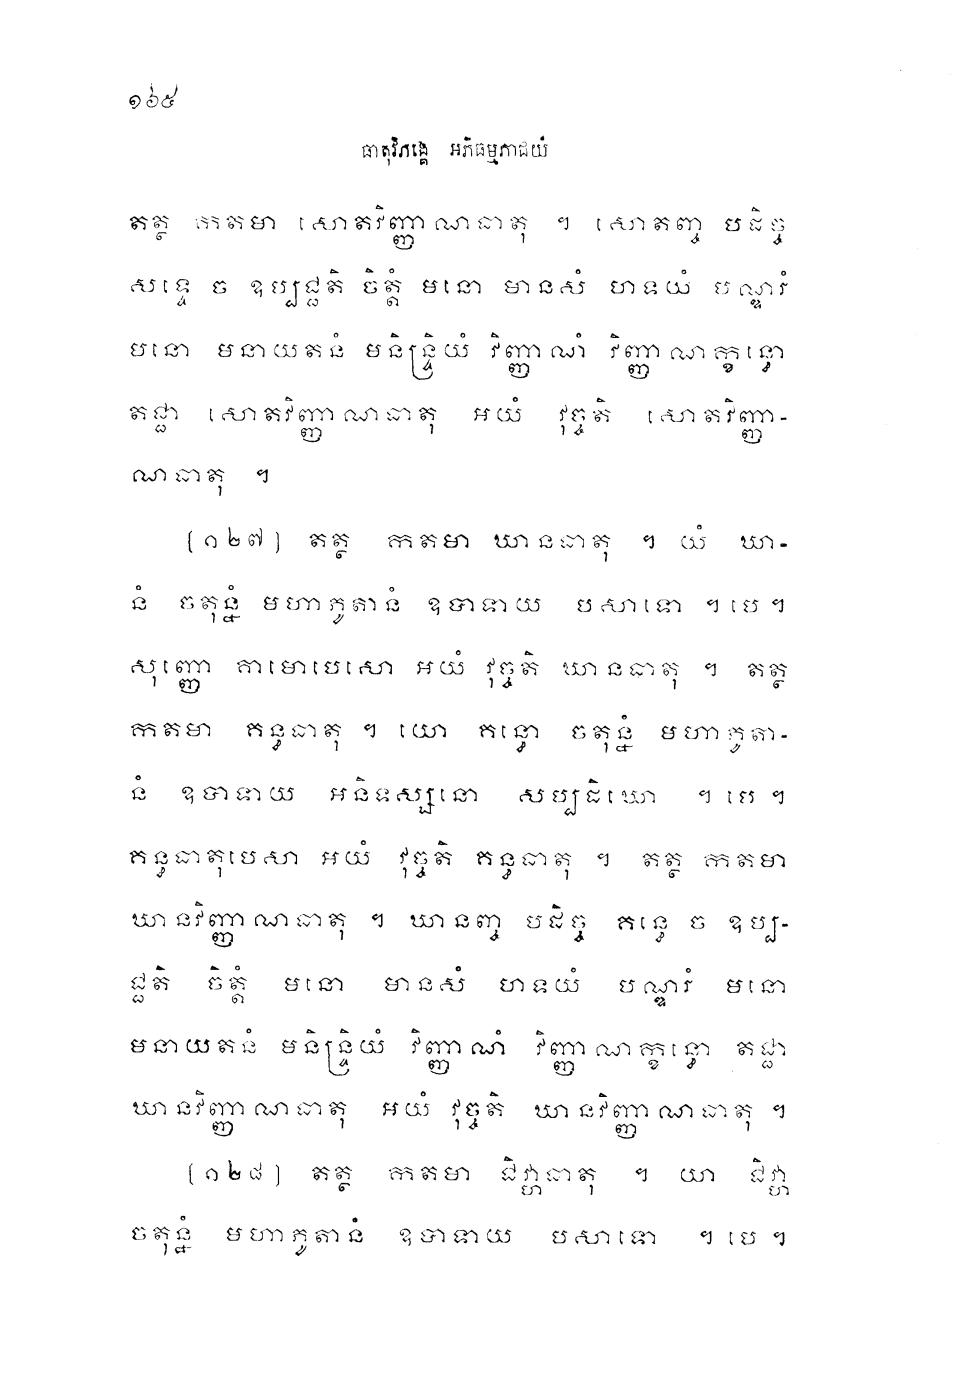 ១៦៥
ធាតុវិភង្គេ អភិធម្មភាជនីយំ
តត្ថ កតមា សោតវិញ្ញាណធាតុ ។ សោតញ្ច បដិច្ច
សទ្ទេ ច ឧប្បជ្ជតិ ចិត្តំ មនោ មានសំ ហទយំ បណ្ឌរំ
មនោ មនាយតនំ មនិន្ទ្រិយំ វិញ្ញាណំ វិញ្ញាណក្ខន្ធោ
តជ្ជា សោតវិញ្ញាណធាតុ អយំ វុច្ចតិ សោតវិញ្ញា-
ណធាតុ ។
(១២៧) តត្ថ កតមា ឃានធាតុ ។ យំ ឃា-
នំ ចតុន្នំ មហាភូតានំ ឧបាទាយ បសាទោ ។ បេ ។
សុញ្ញោ គាមោបេសោ អយំ វុច្ចតិ ឃានធាតុ ។ តត្ថ
កតមា គន្ធធាតុ ។ យោ គន្ធោ ចតុន្នំ មហាភូតា-
នំ ឧបាទាយ អនិទស្សនោ សប្បដិឃោ ។ បេ ។
គន្ធធាតុបេសា អយំ វុច្ចតិ គន្ធធាតុ ។ តត្ថ កតមា
ឃានវិញ្ញាណធាតុ ។ ឃានញ្ច បដិច្ច គន្ធេ ច ឧប្ប-
ជ្ជតិ ចិត្តំ មនោ មានសំ ហទយំ បណ្ឌរំ មនោ
មនាយតនំ មនិន្ទ្រិយំ វិញ្ញាណំ វិញ្ញាណក្ខន្ធោ តជ្ជា
ឃានវិញ្ញាណធាតុ អយំ វុច្ចតិ ឃានវិញ្ញាណធាតុ ។
(១២៨) តត្ថ កតមា ជិវ្ហាធាតុ ។ យា ជិវ្ហា
ចតុន្នំ មហាភូតានំ ឧបាទាយ បសាទោ ។ បេ ។